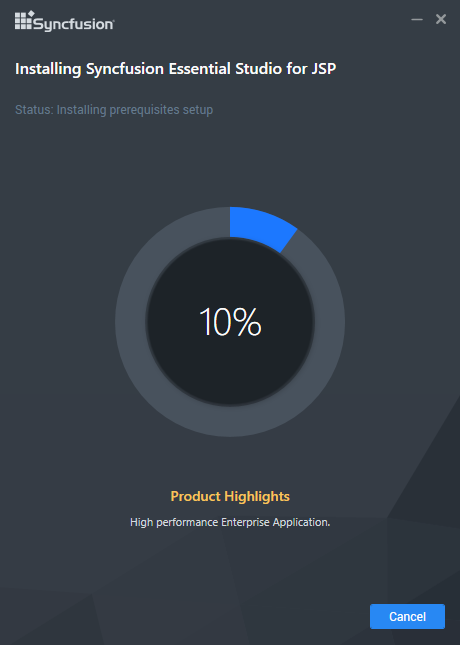 Syncfusion
Installing Syncfusion Essential Studio for JSP
Status: Installing prerequisites setup
10%
Product Highlights
High performance Enterprise Application.
Cancel